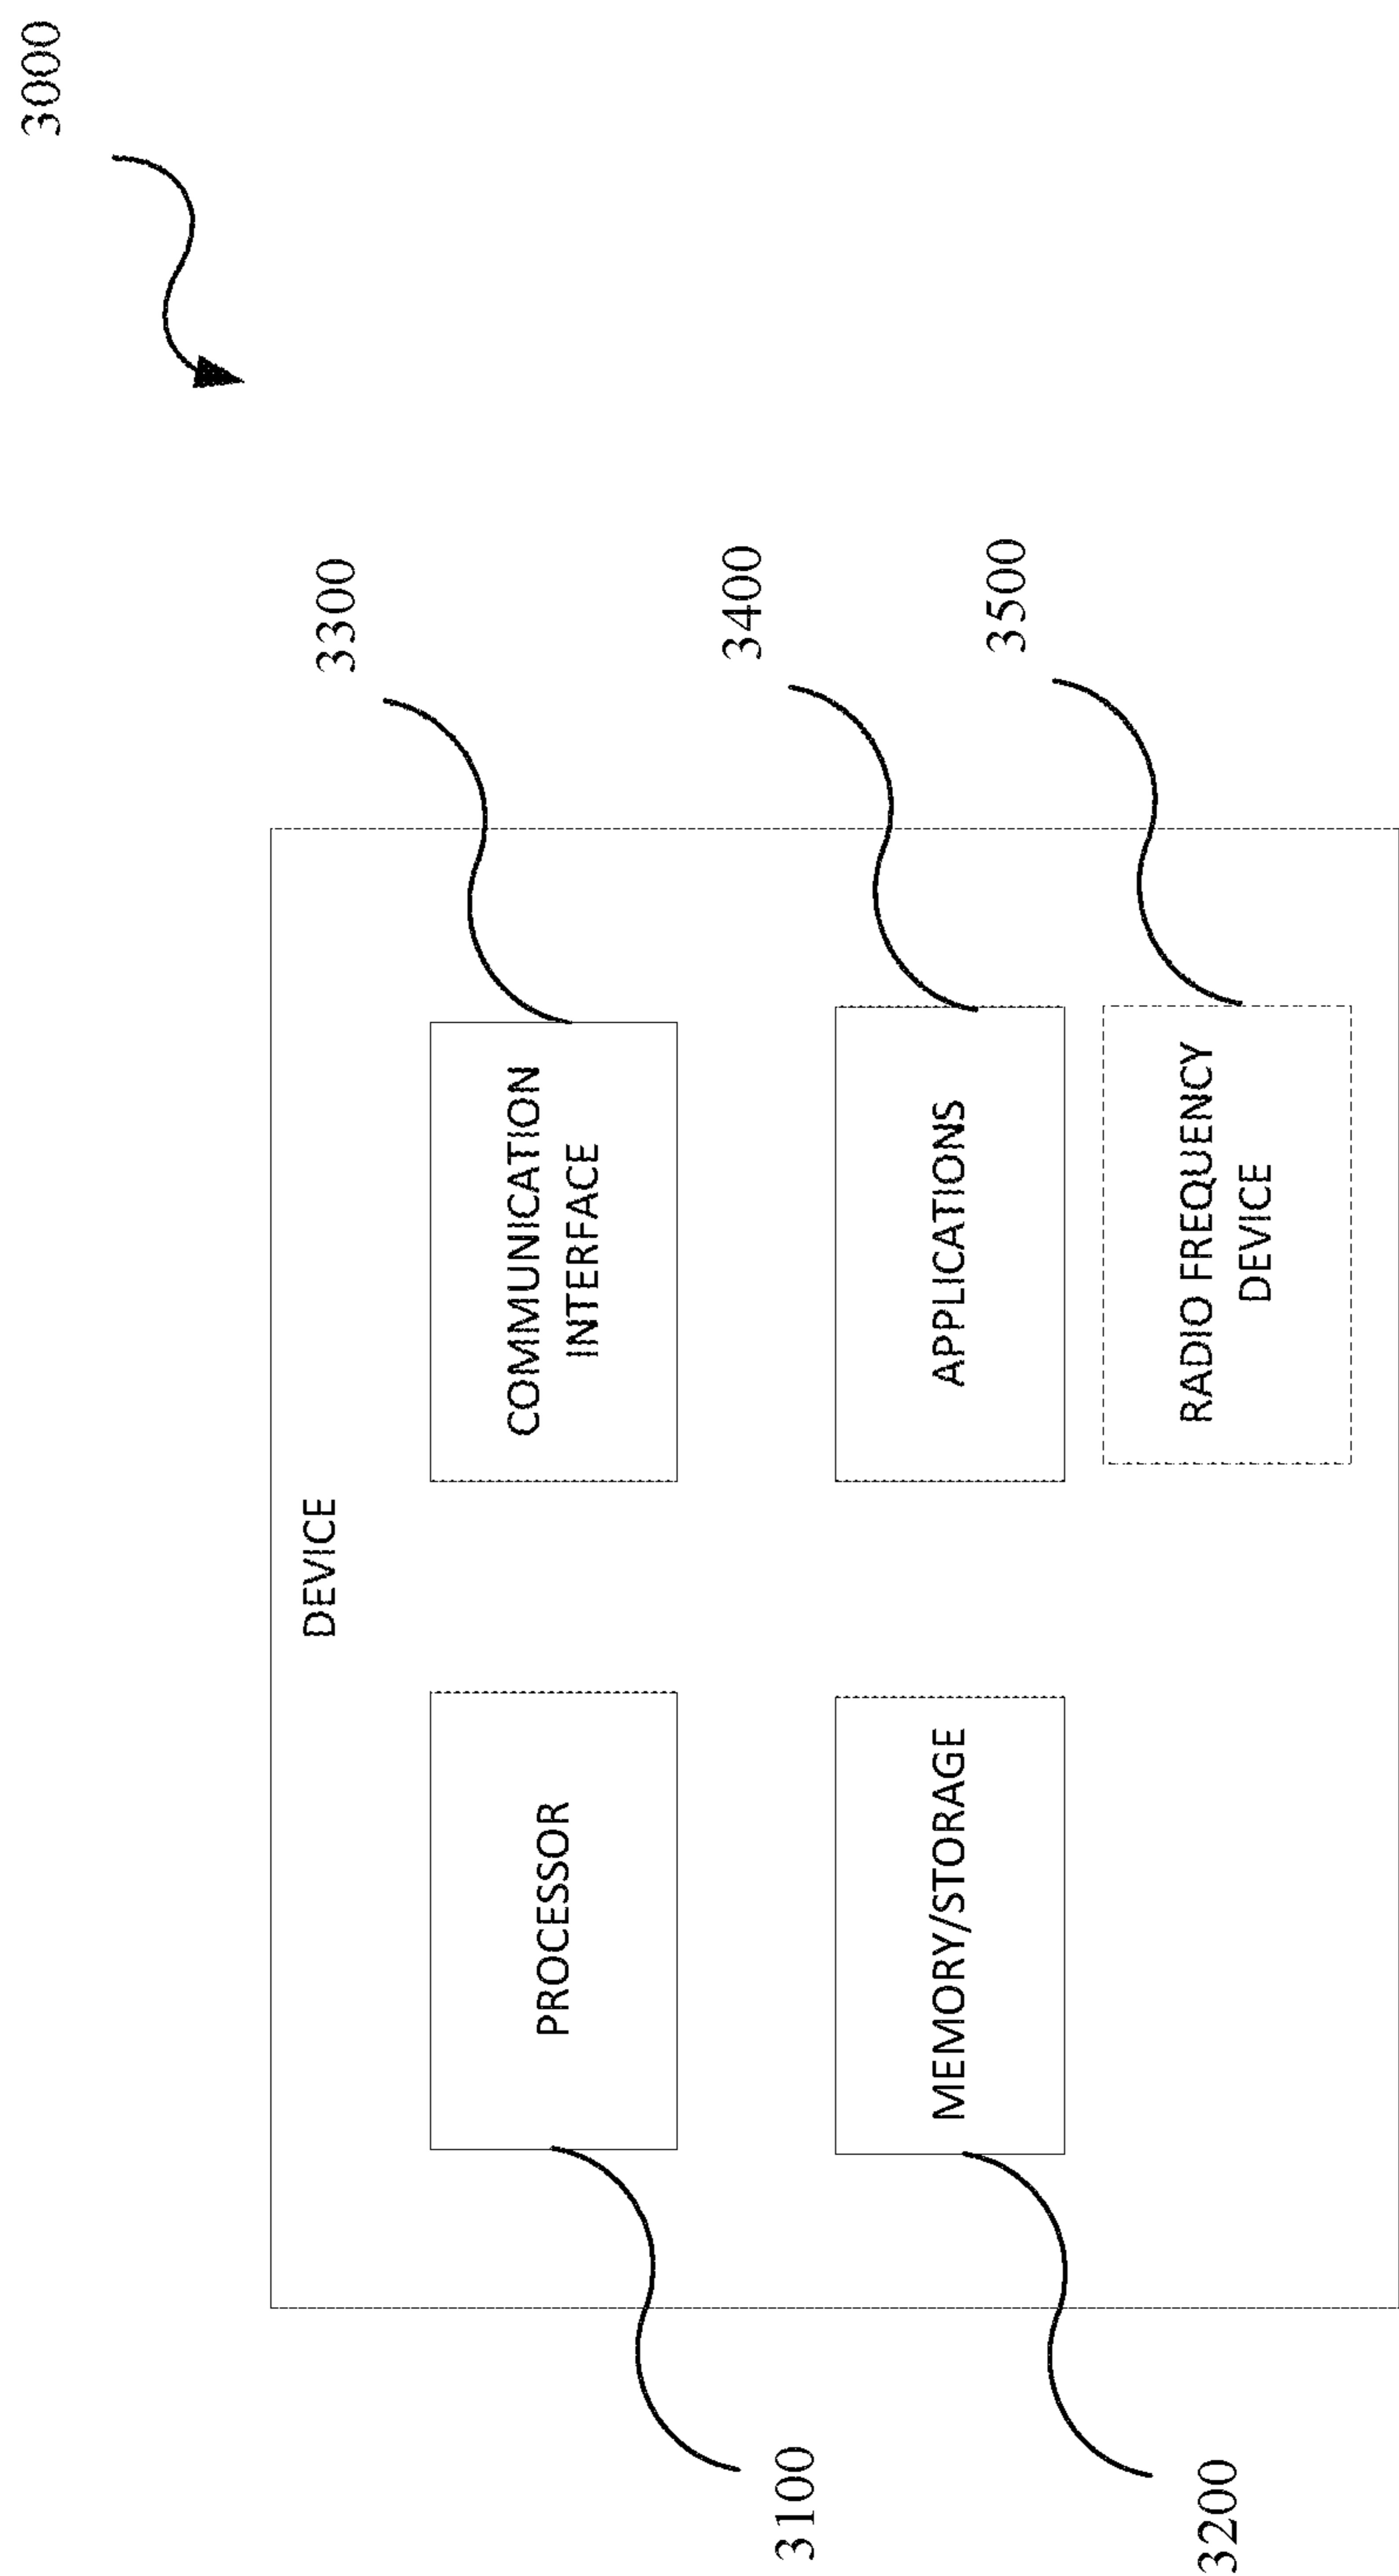 3000
DEVICE
3300
PROCESSOR
COMMUNICATION
INTERFACE
3100
3400
MEMORY/STORAGE
APPLICATIONS
3500
3200
RADIO FREQUENCY
DEVICE